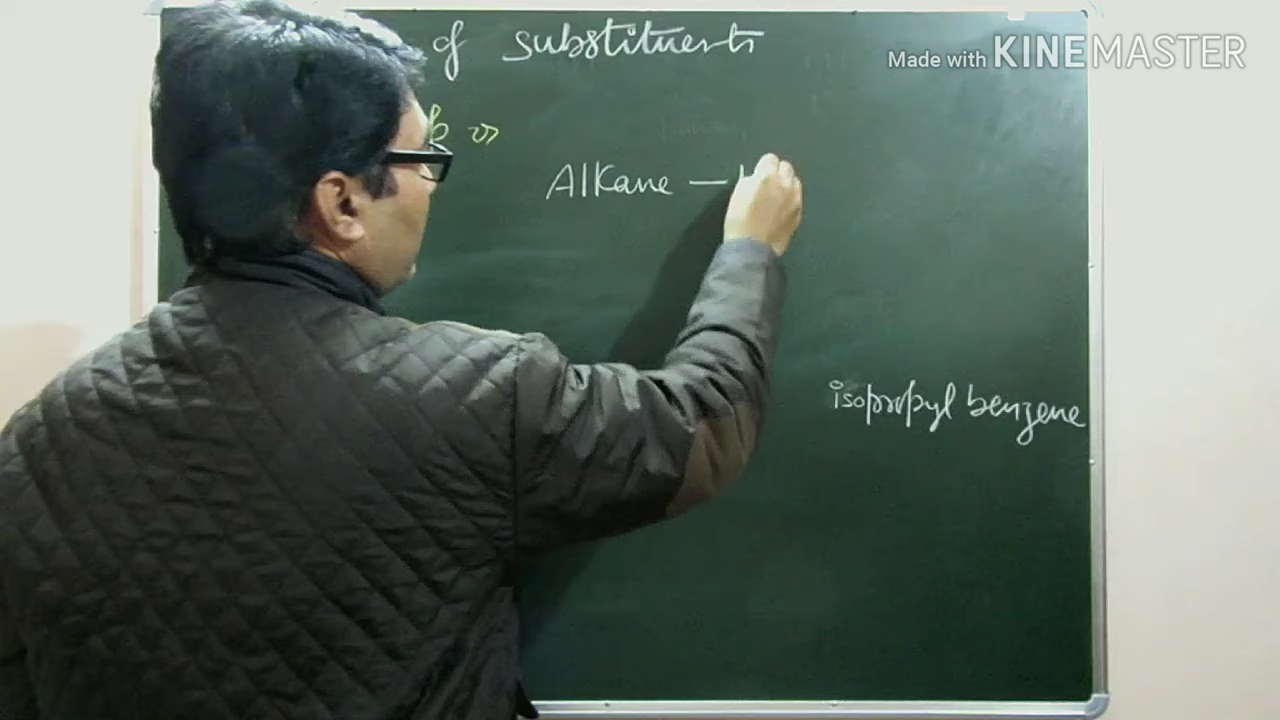 of substituents
Made with KINEMASTER
Alkane — H
isopropyl benzene